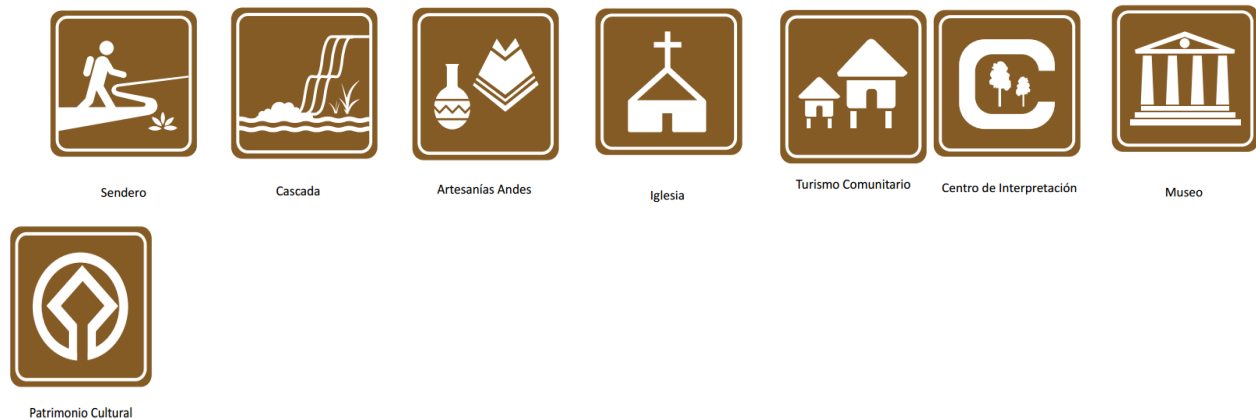 Sendero
Cascada
Artesanías Andes
Iglesia
Turismo Comunitario
Centro de Interpretación
Museo
Patrimonio Cultural